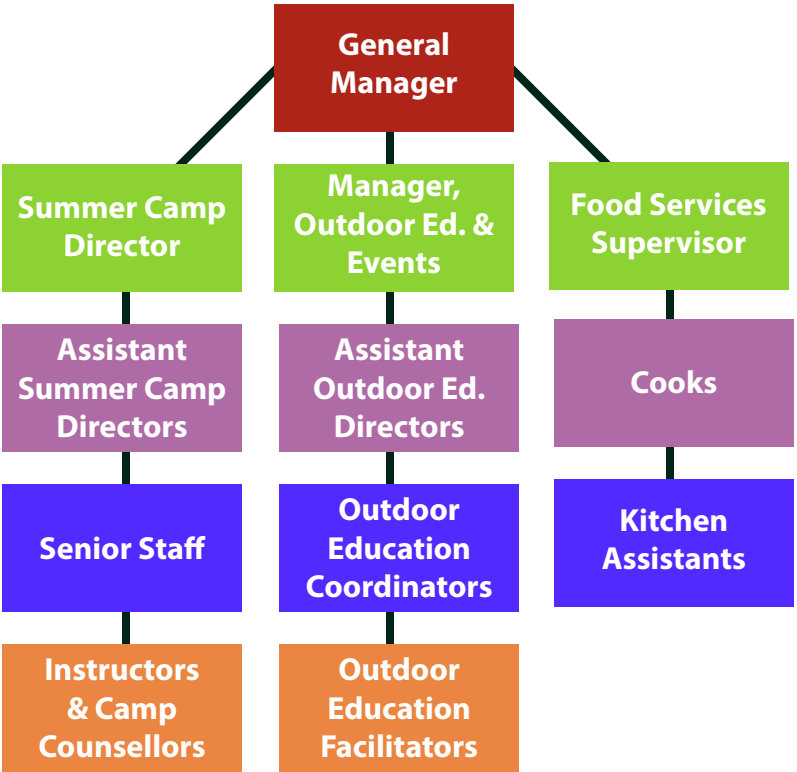 General
Manager
Summer Camp
Director
Manager,
Outdoor Ed. &
Events
Food Services
Supervisor
Assistant
Summer Camp
Directors
Assistant
Outdoor Ed.
Directors
Cooks
Senior Staff
Outdoor
Education
Coordinators
Kitchen
Assistants
Instructors
& Camp
Counsellors
Outdoor
Education
Facilitators